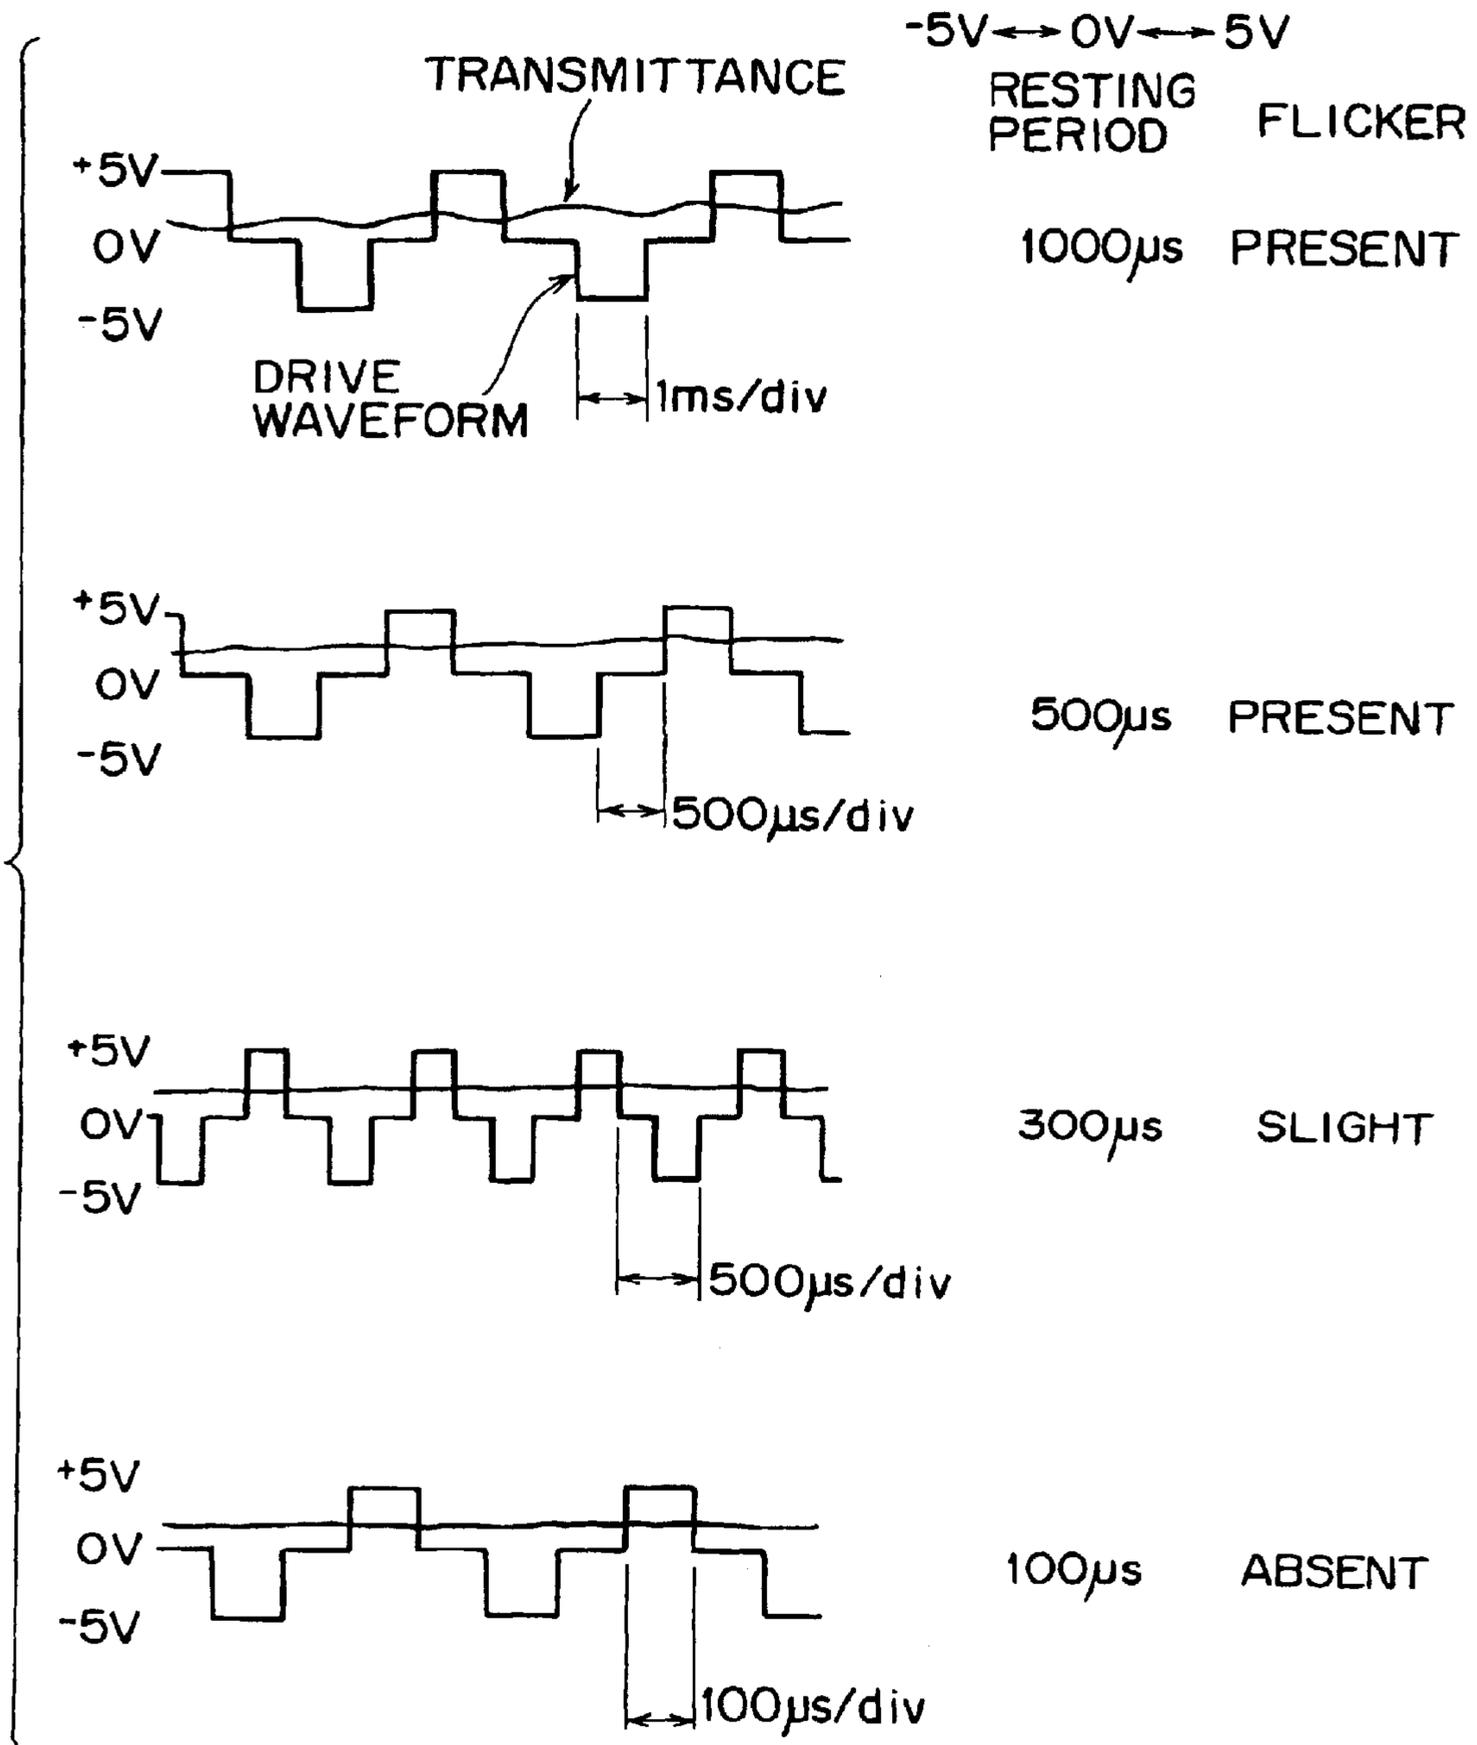 -5V↔0V↔5V
TRANSMITTANCE
RESTING
PERIOD
FLICKER
+5V
0V
-5V
1000μs PRESENT
DRIVE
WAVEFORM
1ms/div
+5V
0V
-5V
500μs PRESENT
500μs/div
+5V
0V
-5V
300μs SLIGHT
500μs/div
+5V
0V
-5V
100μs ABSENT
100μs/div